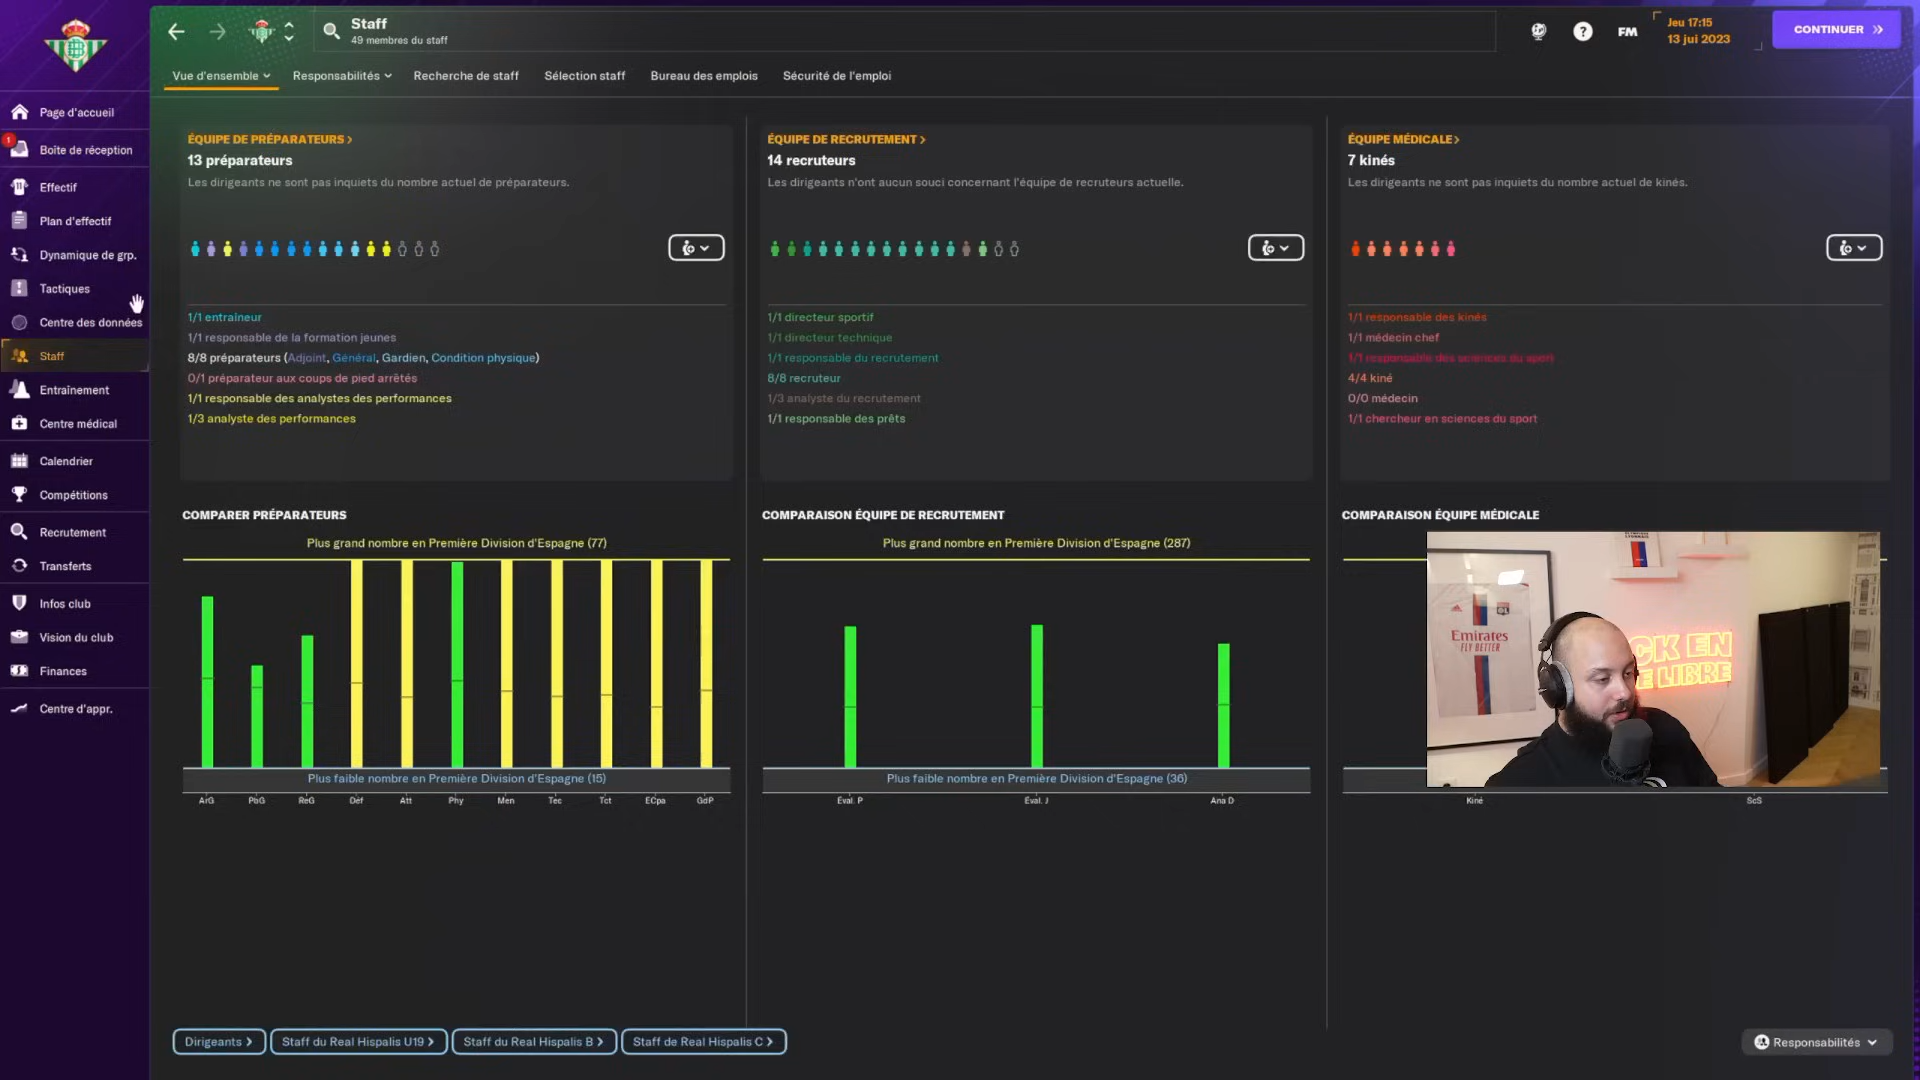 Staff
49 membres du staff
FM
Jeu 17:15
13 jui 2023
CONTINUER
Vue d'ensemble
Responsabilités
Recherche de staff
Sélection staff
Bureau des emplois
Sécurité de l'emploi
Page d'accueil
1
Boîte de réception
Effectif
Plan d'effectif
Dynamique de grp.
Tactiques
Centre des données
Staff
Entraînement
Centre médical
Calendrier
Compétitions
Recrutement
Transferts
Infos club
Vision du club
Finances
Centre d'appr.
ÉQUIPE DE PRÉPARATEURS >
13 préparateurs
Les dirigeants ne sont pas inquiets du nombre actuel de préparateurs.
1/1 entraîneur
1/1 responsable de la formation jeunes
8/8 préparateurs (Adjoint, Général, Gardien, Condition physique)
0/1 préparateur aux coups de pied arrêtés
1/1 responsable des analystes des performances
1/3 analyste des performances
ÉQUIPE DE RECRUTEMENT >
14 recruteurs
Les dirigeants n'ont aucun souci concernant l'équipe de recruteurs actuelle.
1/1 directeur sportif
1/1 directeur technique
1/1 responsable du recrutement
8/8 recruteur
1/3 analyste du recrutement
1/1 responsable des prêts
ÉQUIPE MÉDICALE >
7 kinés
Les dirigeants ne sont pas inquiets du nombre actuel de kinés.
1/1 responsable des kinés
1/1 médecin chef
1/1 responsable des sciences du sport
4/4 kiné
0/0 médecin
1/1 chercheur en sciences du sport
COMPARER PRÉPARATEURS
Plus grand nombre en Première Division d'Espagne (77)
Plus faible nombre en Première Division d'Espagne (15)
ArG PbG ReG Déf Att Phy Men Tec Tct ECpa GdP
COMPARAISON ÉQUIPE DE RECRUTEMENT
Plus grand nombre en Première Division d'Espagne (287)
Plus faible nombre en Première Division d'Espagne (36)
Éval. P Éval. J Ana D
COMPARAISON ÉQUIPE MÉDICALE
Emirates
FLY BETTER
OL
CK EN
E LIBRE
Kiné ScS
Dirigeants >
Staff du Real Hispalis U19 >
Staff du Real Hispalis B >
Staff de Real Hispalis C >
Responsabilités